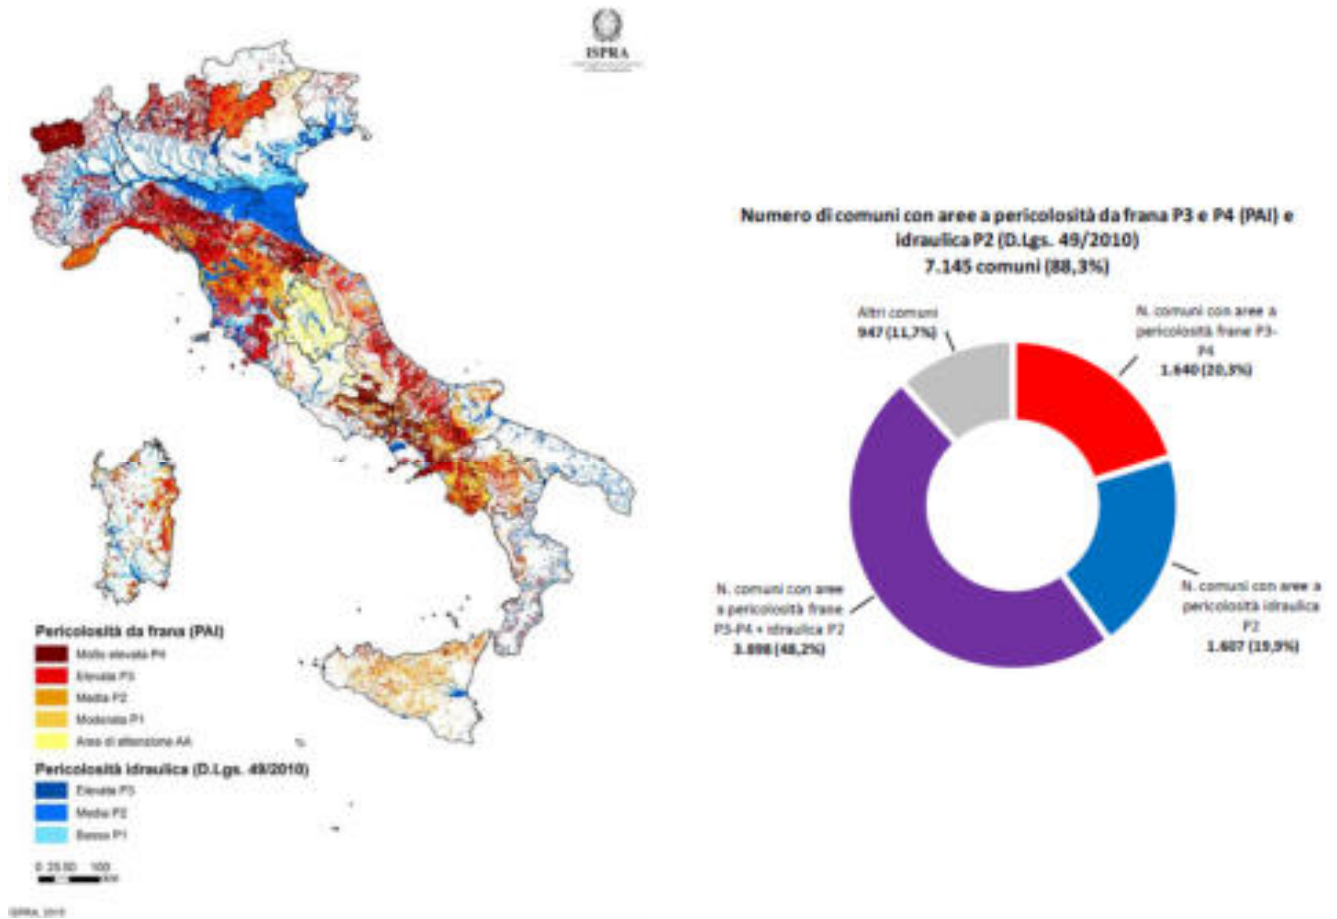 ISPRA
Pericolosità da frana (PAI)
Molto elevata P4
Elevata P3
Media P2
Moderata P1
Aree di attenzione AA
Pericolosità idraulica (D.Lgs. 49/2010)
Elevata P3
Media P2
Bassa P1
0 25 50 100
Numero di comuni con aree a pericolosità da frana P3 e P4 (PAI) e
idraulica P2 (D.Lgs. 49/2010)
7.145 comuni (88,3%)
Altri comuni
947 (11,7%)
N. comuni con aree a
pericolosità frane P3-
P4
1.640 (20,3%)
N. comuni con aree a
pericolosità idraulica
P2
1.607 (19,9%)
N. comuni con aree
a pericolosità frane
P3-P4 + idraulica P2
3.898 (48,2%)